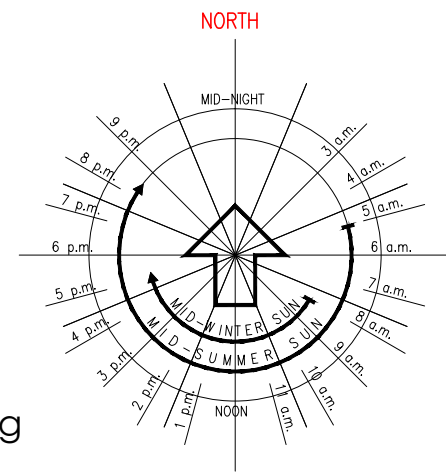 NORTH
MID-NIGHT
9 p.m.
3 a.m.
8 p.m.
4 a.m.
7 p.m.
5 a.m.
6 p.m.
6 a.m.
5 p.m.
7 a.m.
4 p.m.
8 a.m.
3 p.m.
9 a.m.
2 p.m.
10 a.m.
1 p.m.
11 a.m.
NOON
MID-WINTER SUN
MID-SUMMER SUN
g